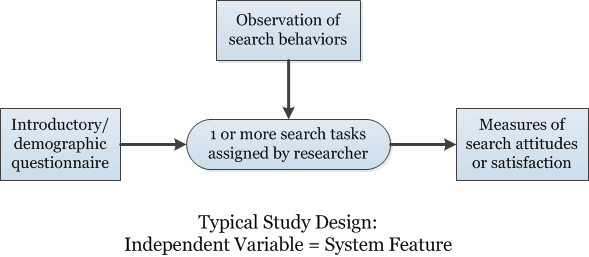 Observation of
search behaviors
Introductory/
demographic
questionnaire
1 or more search tasks
assigned by researcher
Measures of
search attitudes
or satisfaction
Typical Study Design:
Independent Variable = System Feature